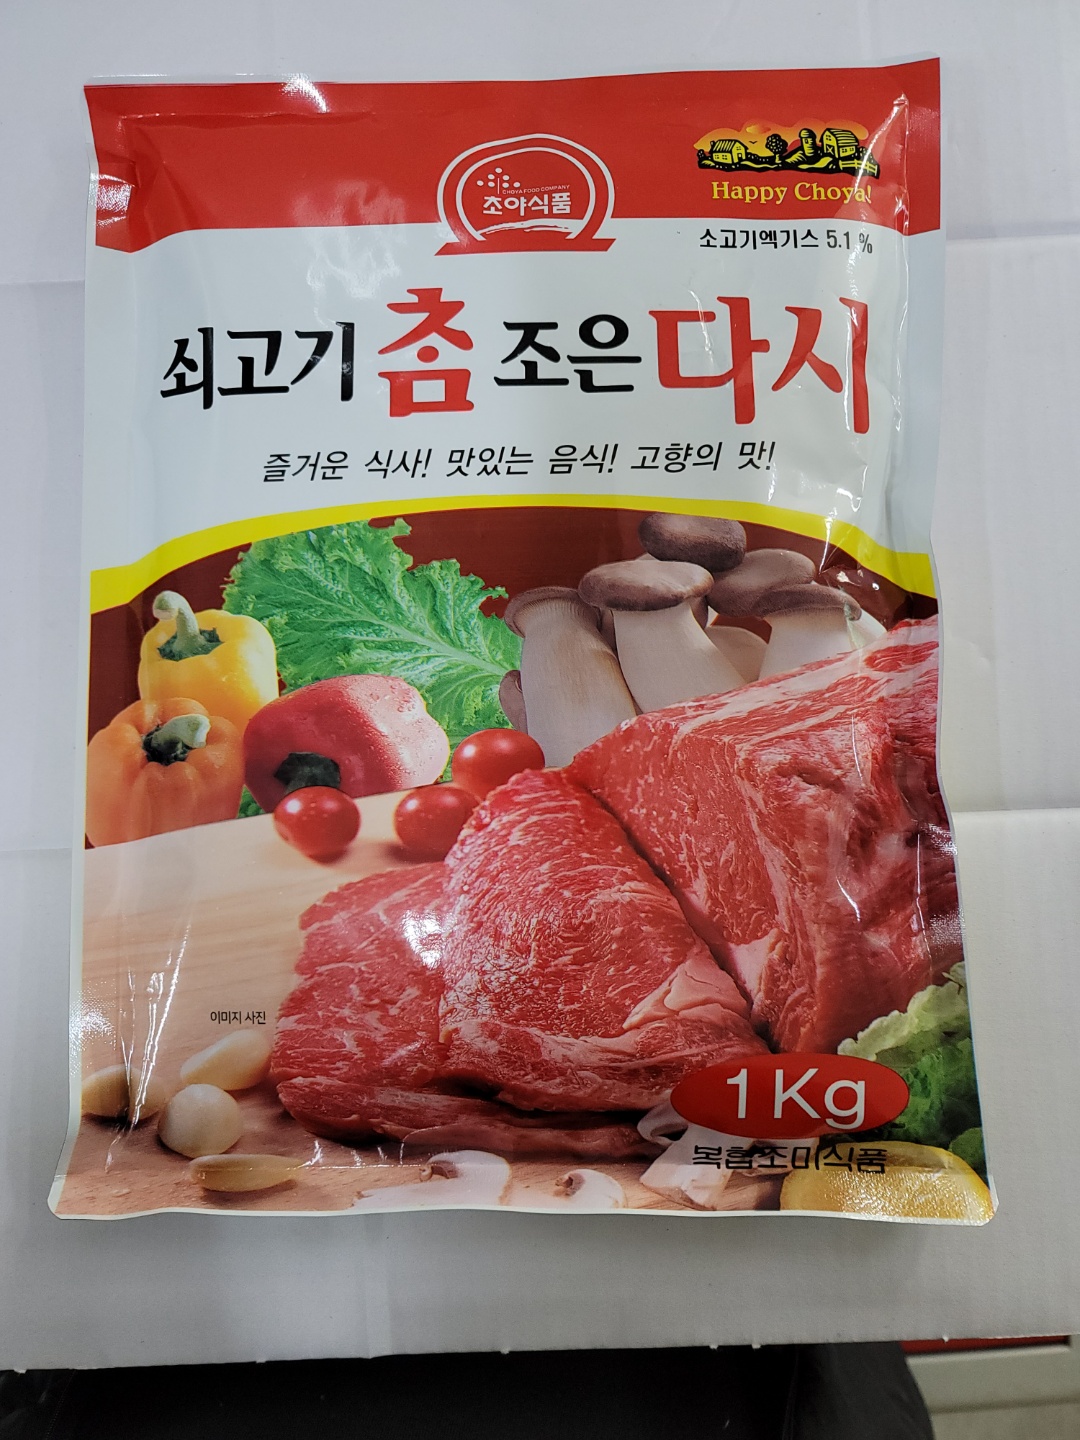 CHOYA FOOD COMPANY
조야식품
Happy Choya!
소고기엑기스 5.1 %
쇠고기 참 조은 다시
즐거운 식사! 맛있는 음식! 고향의 맛!
이미지 사진
1Kg
복합조미식품